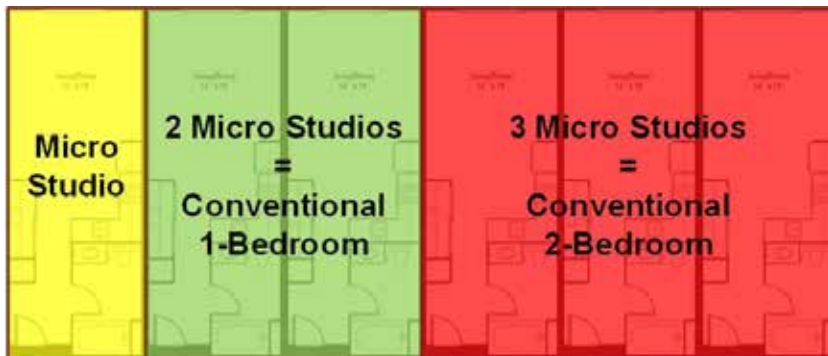 Micro
Studio
2 Micro Studios
=
Conventional
1-Bedroom
3 Micro Studios
=
Conventional
2-Bedroom